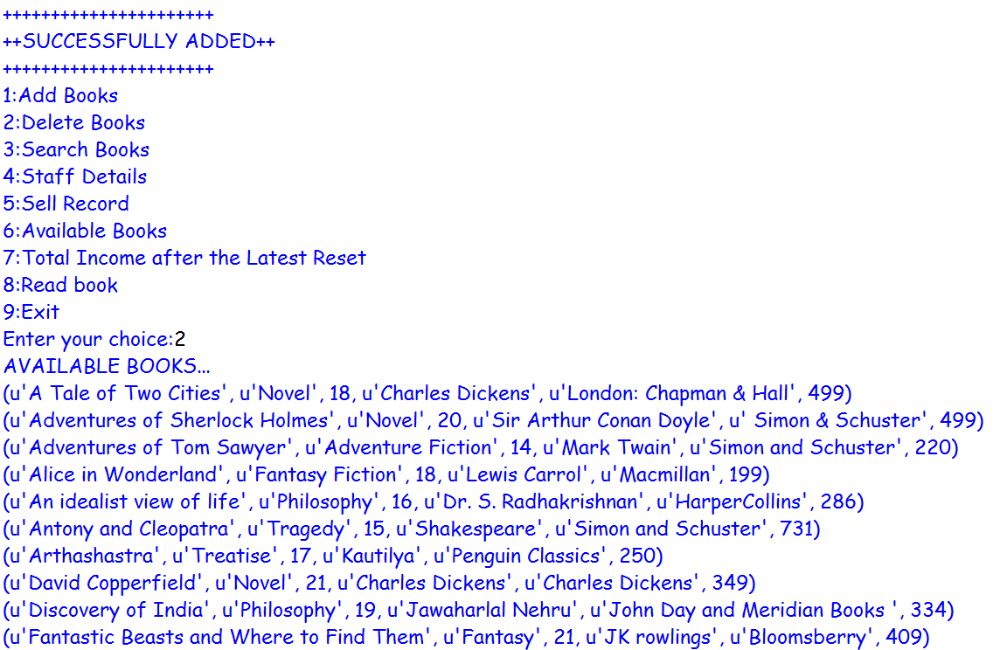 ++++++++++++++++++++++
++SUCCESSFULLY ADDED++
++++++++++++++++++++++
1:Add Books
2:Delete Books
3:Search Books
4:Staff Details
5:Sell Record
6:Available Books
7:Total Income after the Latest Reset
8:Read book
9:Exit
Enter your choice:2
AVAILABLE BOOKS...
(u'A Tale of Two Cities', u'Novel', 18, u'Charles Dickens', u'London: Chapman & Hall', 499)
(u'Adventures of Sherlock Holmes', u'Novel', 20, u'Sir Arthur Conan Doyle', u' Simon & Schuster', 499)
(u'Adventures of Tom Sawyer', u'Adventure Fiction', 14, u'Mark Twain', u'Simon and Schuster', 220)
(u'Alice in Wonderland', u'Fantasy Fiction', 18, u'Lewis Carrol', u'Macmillan', 199)
(u'An idealist view of life', u'Philosophy', 16, u'Dr. S. Radhakrishnan', u'HarperCollins', 286)
(u'Antony and Cleopatra', u'Tragedy', 15, u'Shakespeare', u'Simon and Schuster', 731)
(u'Arthashastra', u'Treatise', 17, u'Kautilya', u'Penguin Classics', 250)
(u'David Copperfield', u'Novel', 21, u'Charles Dickens', u'Charles Dickens', 349)
(u'Discovery of India', u'Philosophy', 19, u'Jawaharlal Nehru', u'John Day and Meridian Books ', 334)
(u'Fantastic Beasts and Where to Find Them', u'Fantasy', 21, u'JK rowlings', u'Bloomsberry', 409)